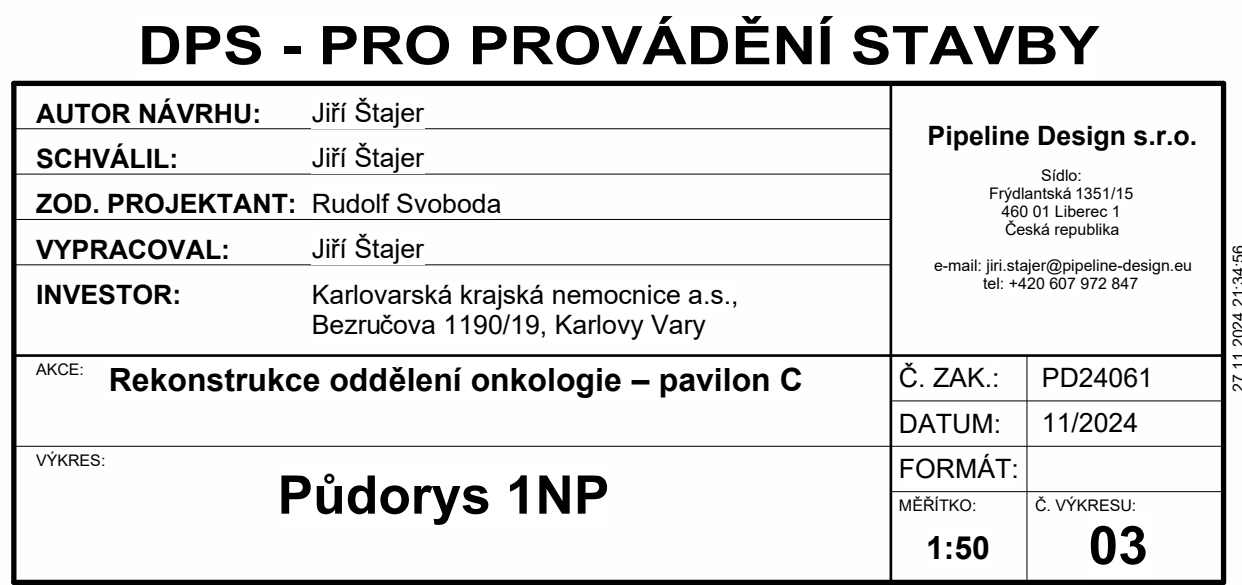 DPS - PRO PROVÁDĚNÍ STAVBY
AUTOR NÁVRHU: Jiří Štajer
SCHVÁLIL: Jiří Štajer
ZOD. PROJEKTANT: Rudolf Svoboda
VYPRACOVAL: Jiří Štajer
INVESTOR: Karlovarská krajská nemocnice a.s.,
Bezručova 1190/19, Karlovy Vary
Pipeline Design s.r.o.
Sídlo:
Frýdlantská 1351/15
460 01 Liberec 1
Česká republika
e-mail: jiri.stajer@pipeline-design.eu
tel: +420 607 972 847
AKCE: Rekonstrukce oddělení onkologie – pavilon C
Č. ZAK.: PD24061
DATUM: 11/2024
VÝKRES:
Půdorys 1NP
FORMÁT:
MĚŘÍTKO:
1:50
Č. VÝKRESU:
03
27.11.2024 21:34:56